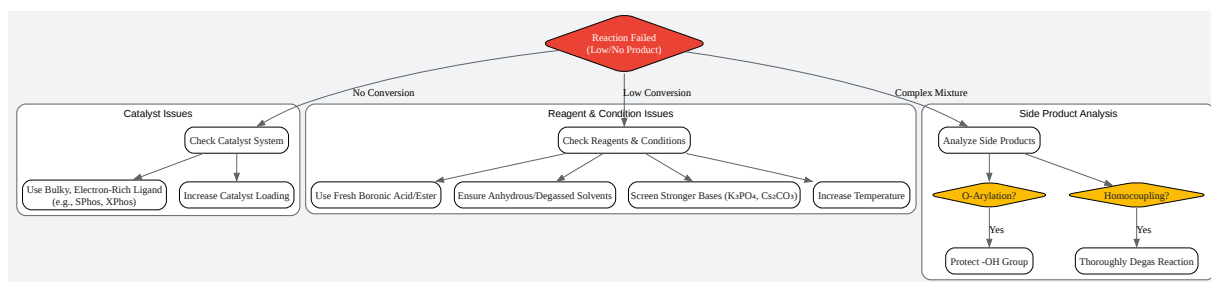 Reaction Failed
(Low/No Product)
No Conversion
Low Conversion
Complex Mixture
Catalyst Issues
Reagent & Condition Issues
Side Product Analysis
Check Catalyst System
Check Reagents & Conditions
Analyze Side Products
Use Bulky, Electron-Rich Ligand
(e.g., SPhos, XPhos)
Increase Catalyst Loading
Use Fresh Boronic Acid/Ester
Ensure Anhydrous/Degassed Solvents
Screen Stronger Bases (K₃PO₄, Cs₂CO₃)
Increase Temperature
O-Arylation?
Homocoupling?
Yes
Yes
Protect -OH Group
Thoroughly Degas Reaction